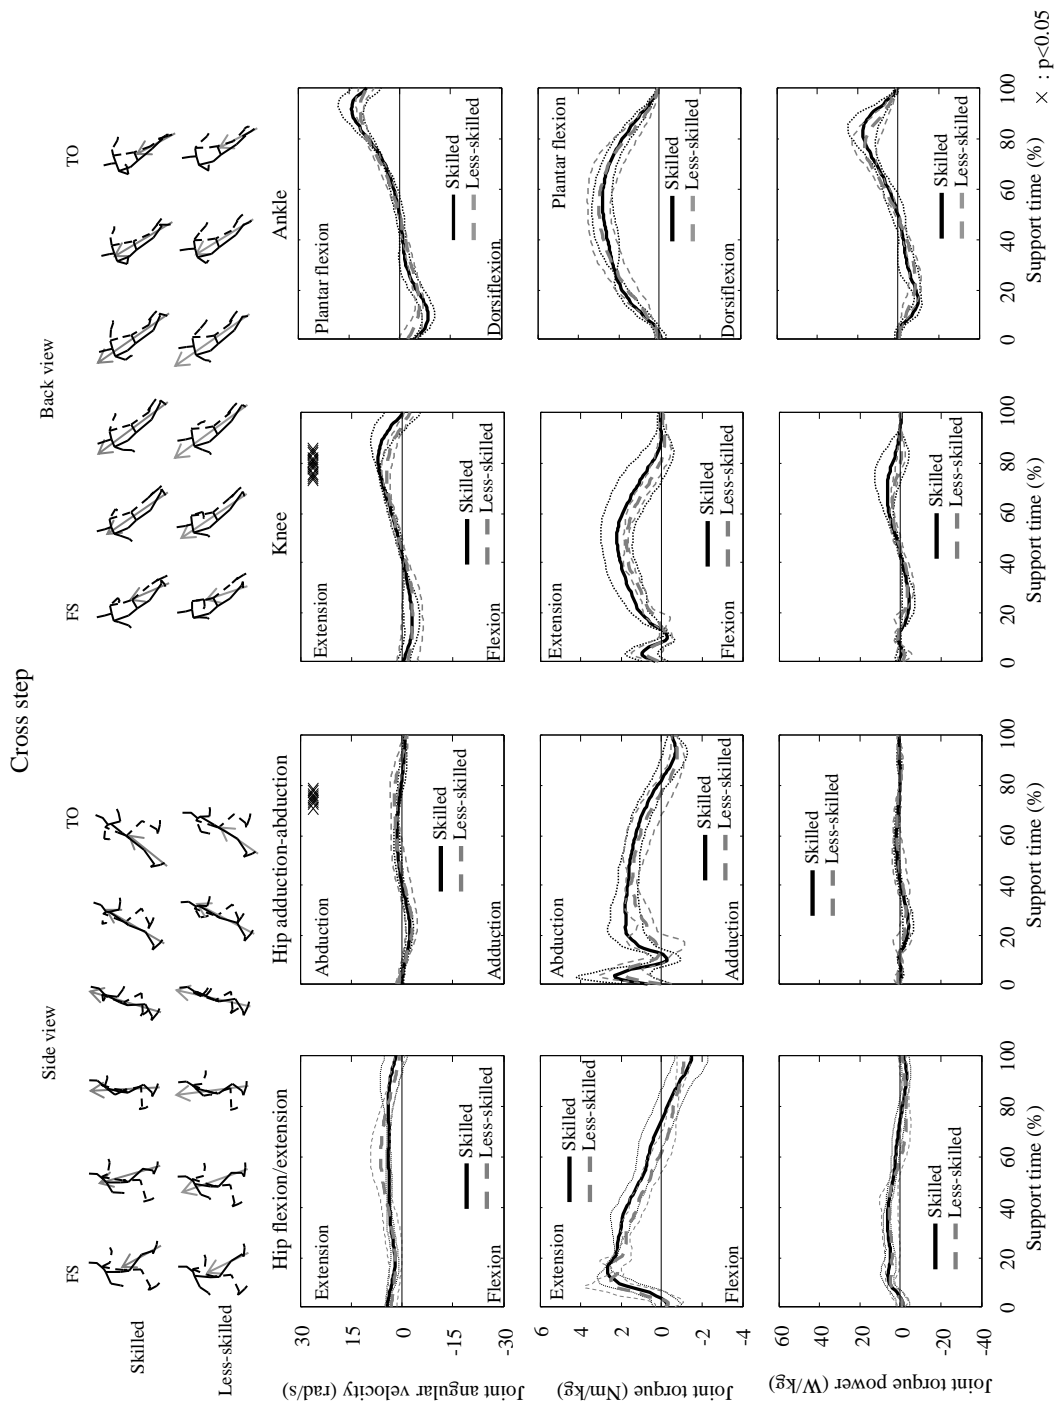 Cross step
Side view
Back view
FS
TO
FS
TO
Skilled
Less-skilled
Hip flexion/extension
Hip adduction-abduction
Knee
Ankle
Joint angular velocity (rad/s)
30
15
0
-15
-30
Extension
Flexion
Skilled
Less-skilled
Abduction
Adduction
Skilled
Less-skilled
Extension
Flexion
Skilled
Less-skilled
Plantar flexion
Dorsiflexion
Skilled
Less-skilled
Joint torque (Nm/kg)
6
4
2
0
-2
-4
Extension
Flexion
Skilled
Less-skilled
Abduction
Adduction
Skilled
Less-skilled
Extension
Flexion
Skilled
Less-skilled
Plantar flexion
Dorsiflexion
Skilled
Less-skilled
Joint torque power (W/kg)
60
40
20
0
-20
-40
Skilled
Less-skilled
Skilled
Less-skilled
Skilled
Less-skilled
Skilled
Less-skilled
0 20 40 60 80 100
0 20 40 60 80 100
0 20 40 60 80 100
0 20 40 60 80 100
Support time (%)
Support time (%)
Support time (%)
Support time (%)
× : p<0.05